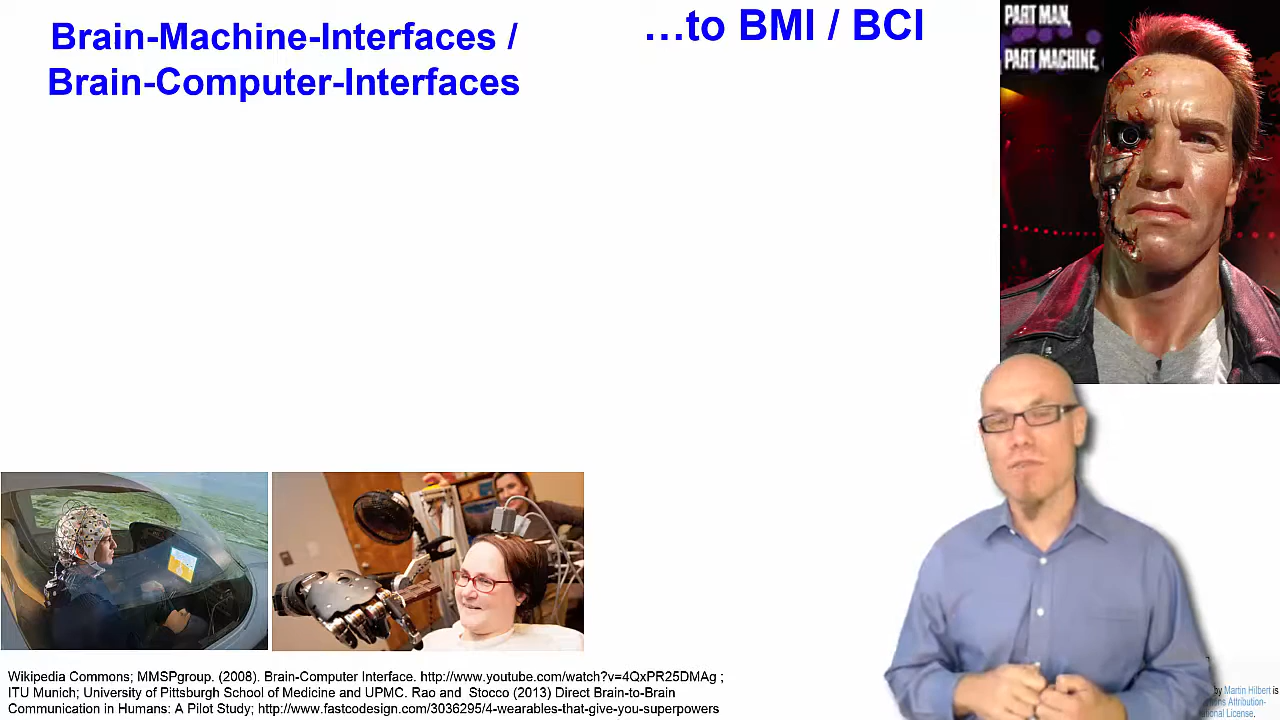 Brain-Machine-Interfaces /
Brain-Computer-Interfaces
…to BMI / BCI
PART MAN,
PART MACHINE,
Wikipedia Commons; MMSPgroup. (2008). Brain-Computer Interface. http://www.youtube.com/watch?v=4QxPR25DMAg ;
ITU Munich; University of Pittsburgh School of Medicine and UPMC. Rao and Stocco (2013) Direct Brain-to-Brain
Communication in Humans: A Pilot Study; http://www.fastcodesign.com/3036295/4-wearables-that-give-you-superpowers
by Martin Hilbert is
Attribution-
License.